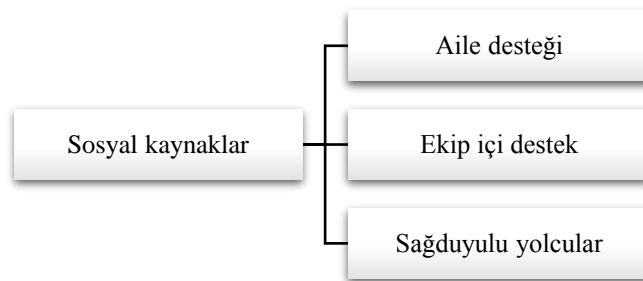 Aile desteği
Sosyal kaynaklar
Ekip içi destek
Sağduyulu yolcular